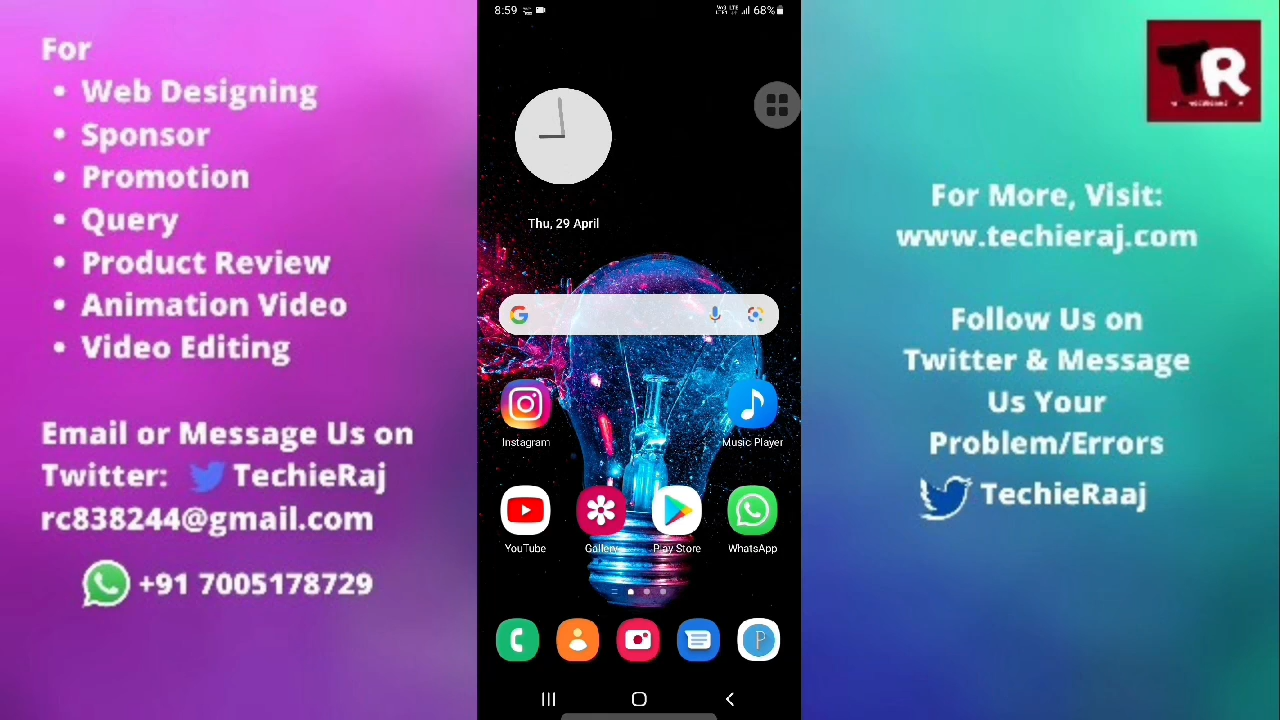 For
• Web Designing
• Sponsor
• Promotion
• Query
• Product Review
• Animation Video
• Video Editing
Email or Message Us on
Twitter: TechieRaj
rc838244@gmail.com
+91 7005178729
8:59
68%
Thu, 29 April
Instagram
Music Player
YouTube
Gallery
Play Store
WhatsApp
TR
For More, Visit:
www.techieraj.com
Follow Us on
Twitter & Message
Us Your
Problem/Errors
TechieRaaj